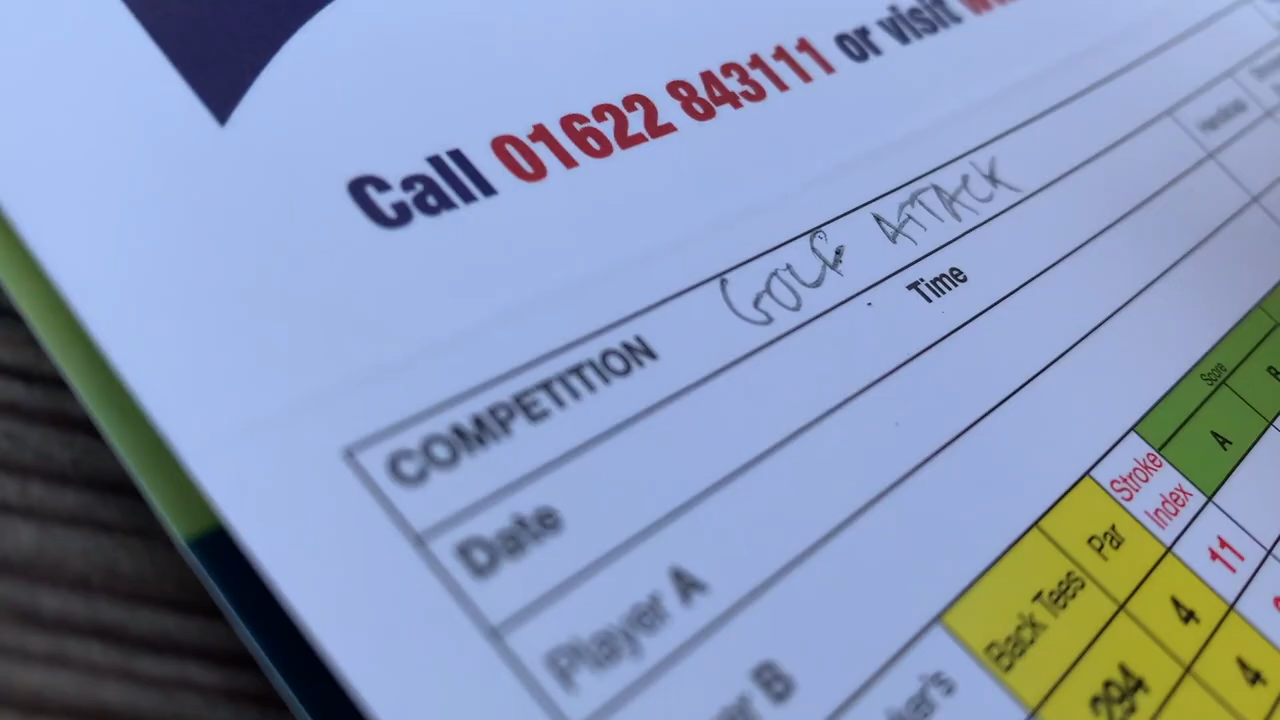 Call 01622 843111 or visit
COMPETITION GOLF ATTACK
Date Time
Player A
B
Handicap
Score
A B
Back Tees Par Stroke Index
294 4 11
4